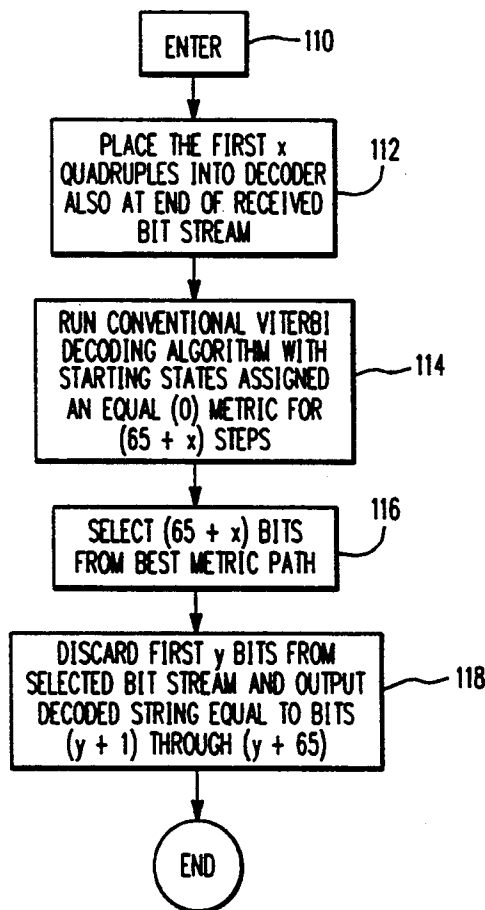 ENTER
110
PLACE THE FIRST x
QUADRUPLES INTO DECODER
ALSO AT END OF RECEIVED
BIT STREAM
112
RUN CONVENTIONAL VITERBI
DECODING ALGORITHM WITH
STARTING STATES ASSIGNED
AN EQUAL (0) METRIC FOR
(65 + x) STEPS
114
SELECT (65 + x) BITS
FROM BEST METRIC PATH
116
DISCARD FIRST y BITS FROM
SELECTED BIT STREAM AND OUTPUT
DECODED STRING EQUAL TO BITS
(y + 1) THROUGH (y + 65)
118
END